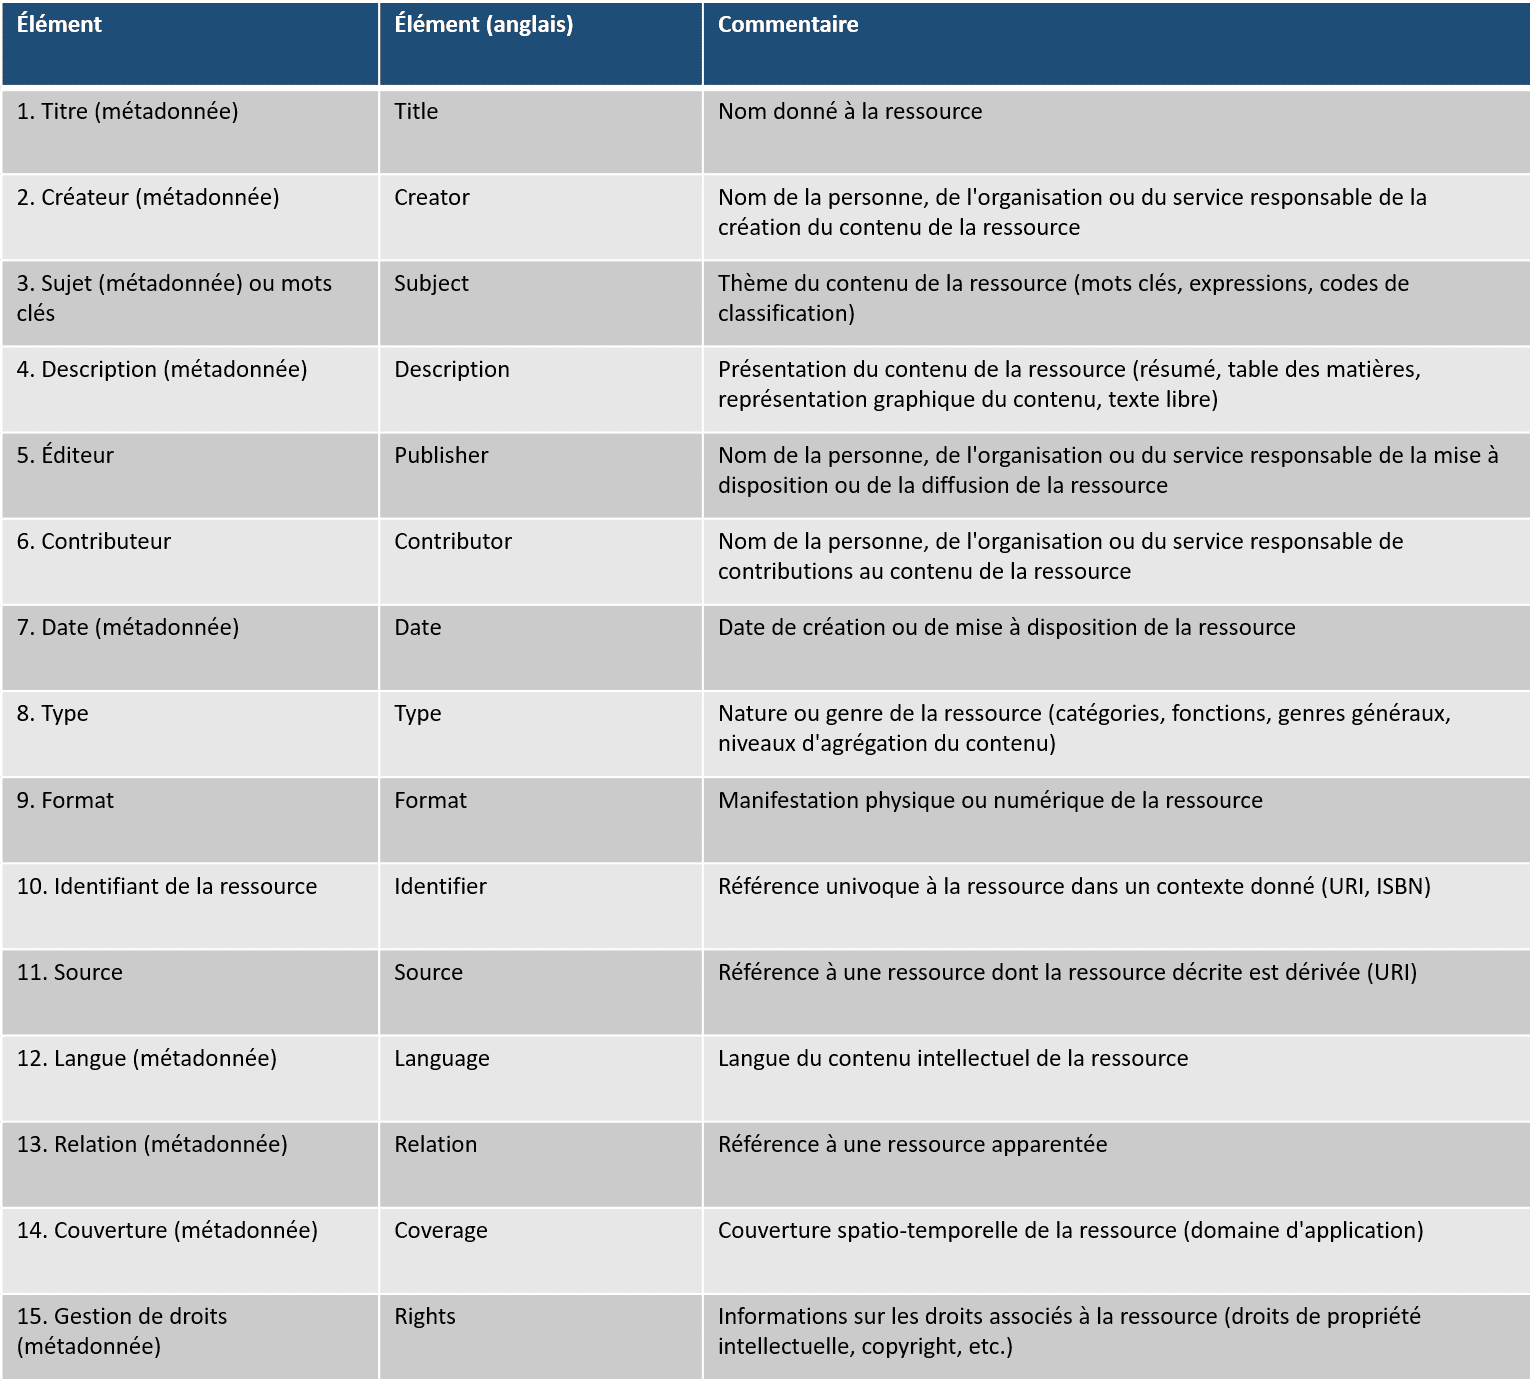 Élément
Élément (anglais)
Commentaire
1. Titre (métadonnée)
Title
Nom donné à la ressource
2. Créateur (métadonnée)
Creator
Nom de la personne, de l'organisation ou du service responsable de la
création du contenu de la ressource
3. Sujet (métadonnée) ou mots
clés
Subject
Thème du contenu de la ressource (mots clés, expressions, codes de
classification)
4. Description (métadonnée)
Description
Présentation du contenu de la ressource (résumé, table des matières,
représentation graphique du contenu, texte libre)
5. Éditeur
Publisher
Nom de la personne, de l'organisation ou du service responsable de la mise à
disposition ou de la diffusion de la ressource
6. Contributeur
Contributor
Nom de la personne, de l'organisation ou du service responsable de
contributions au contenu de la ressource
7. Date (métadonnée)
Date
Date de création ou de mise à disposition de la ressource
8. Type
Type
Nature ou genre de la ressource (catégories, fonctions, genres généraux,
niveaux d'agrégation du contenu)
9. Format
Format
Manifestation physique ou numérique de la ressource
10. Identifiant de la ressource
Identifier
Référence univoque à la ressource dans un contexte donné (URI, ISBN)
11. Source
Source
Référence à une ressource dont la ressource décrite est dérivée (URI)
12. Langue (métadonnée)
Language
Langue du contenu intellectuel de la ressource
13. Relation (métadonnée)
Relation
Référence à une ressource apparentée
14. Couverture (métadonnée)
Coverage
Couverture spatio-temporelle de la ressource (domaine d'application)
15. Gestion de droits
(métadonnée)
Rights
Informations sur les droits associés à la ressource (droits de propriété
intellectuelle, copyright, etc.)